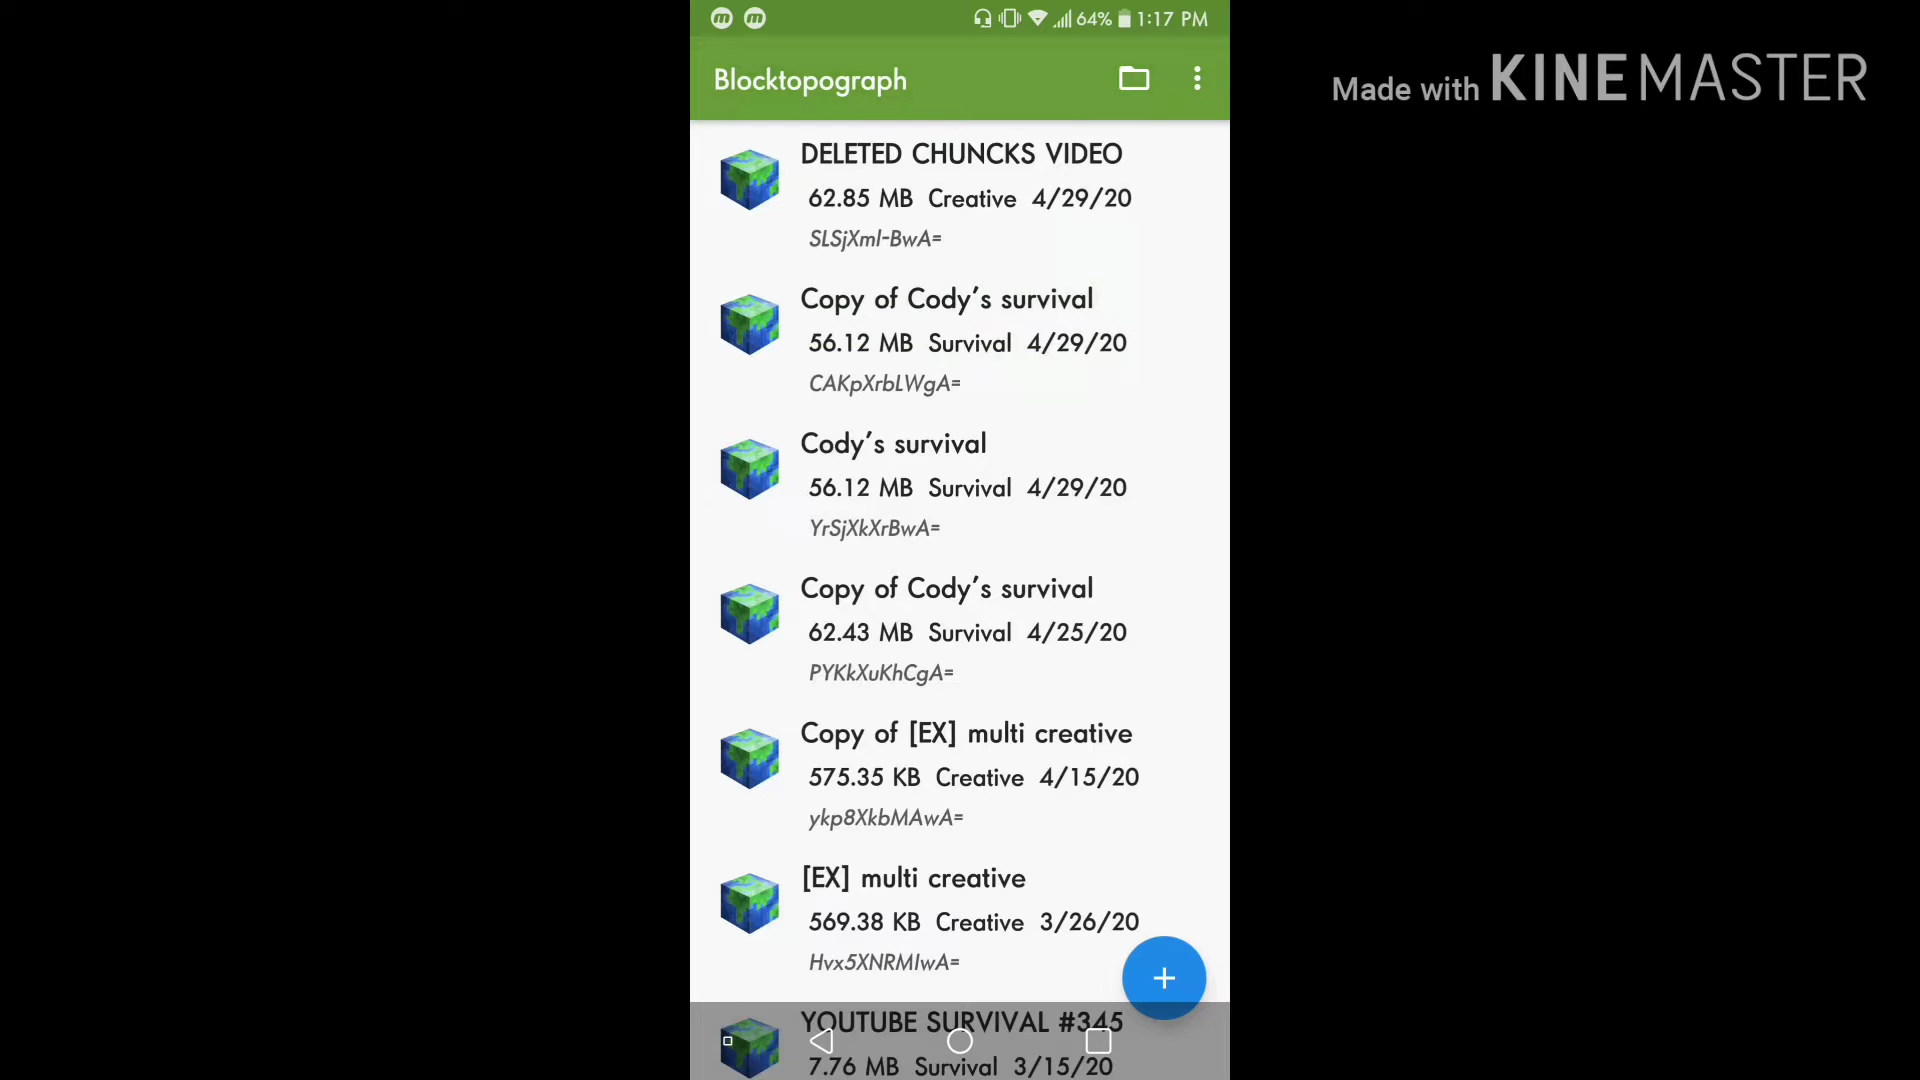 64% 1:17 PM
Blocktopograph
Made with KINEMASTER
DELETED CHUNCKS VIDEO
62.85 MB Creative 4/29/20
SLSjXml-BwA=
Copy of Cody's survival
56.12 MB Survival 4/29/20
CAKpXrbLWgA=
Cody's survival
56.12 MB Survival 4/29/20
YrSjXkXrBwA=
Copy of Cody's survival
62.43 MB Survival 4/25/20
PYKkXuKhCgA=
Copy of [EX] multi creative
575.35 KB Creative 4/15/20
ykp8XkbMAwA=
[EX] multi creative
569.38 KB Creative 3/26/20
Hvx5XNRMIwA=
YOUTUBE SURVIVAL #345
7.76 MB Survival 3/15/20